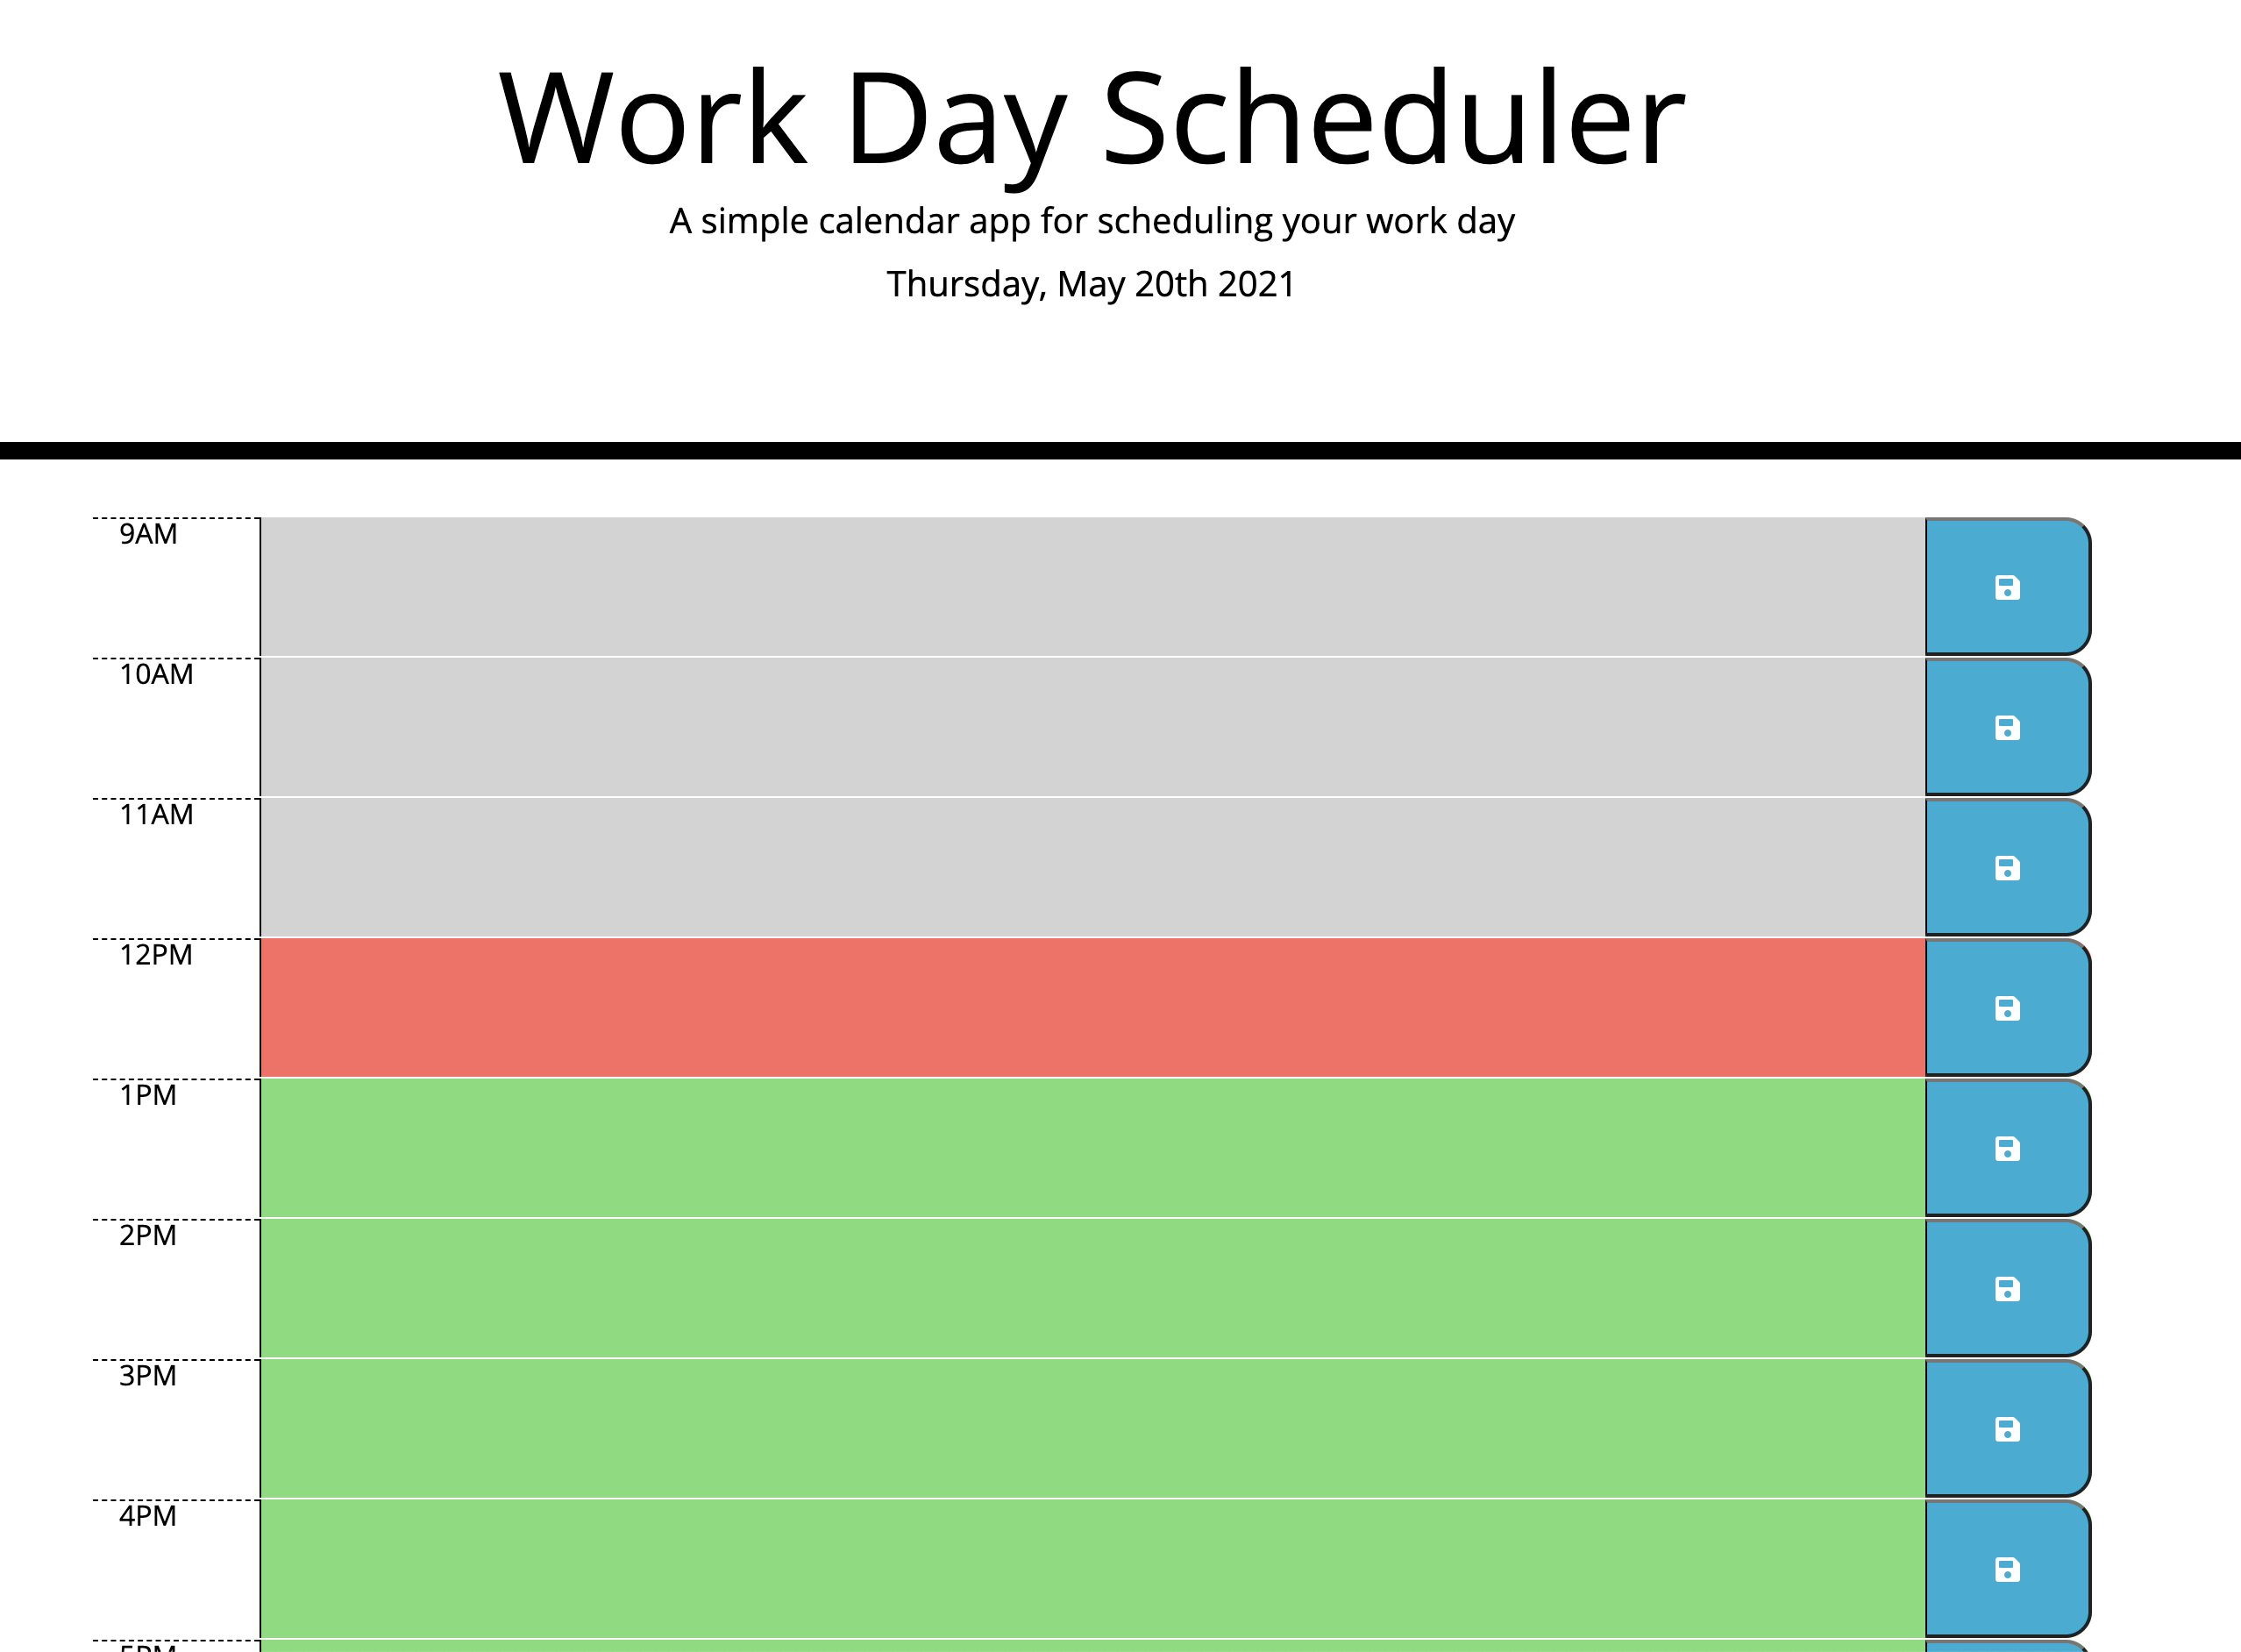 Work Day Scheduler
A simple calendar app for scheduling your work day
Thursday, May 20th 2021
9AM
10AM
11AM
12PM
1PM
2PM
3PM
4PM
5PM